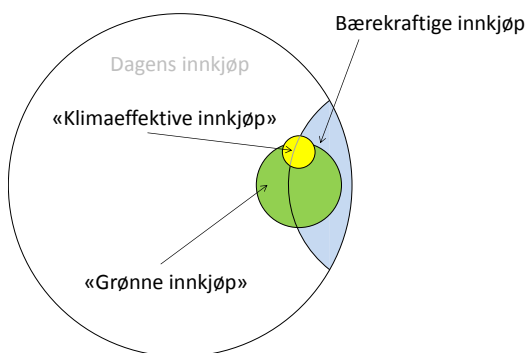 Bærekraftige innkjøp
Dagens innkjøp
«Klimaeffektive innkjøp»
«Grønne innkjøp»